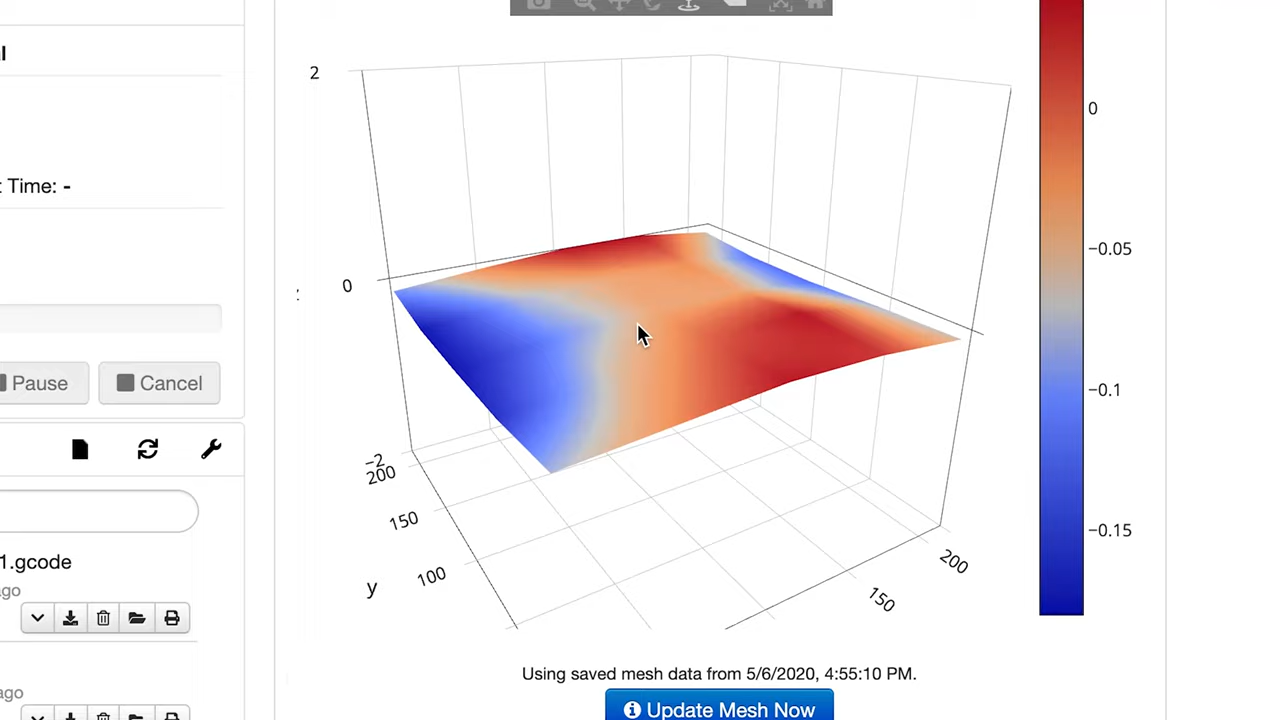 l
: Time: -
Pause
Cancel
1.gcode
ago
ago
2
0
:
−2
200
150
y
100
150
200
0
−0.05
−0.1
−0.15
Using saved mesh data from 5/6/2020, 4:55:10 PM.
Update Mesh Now